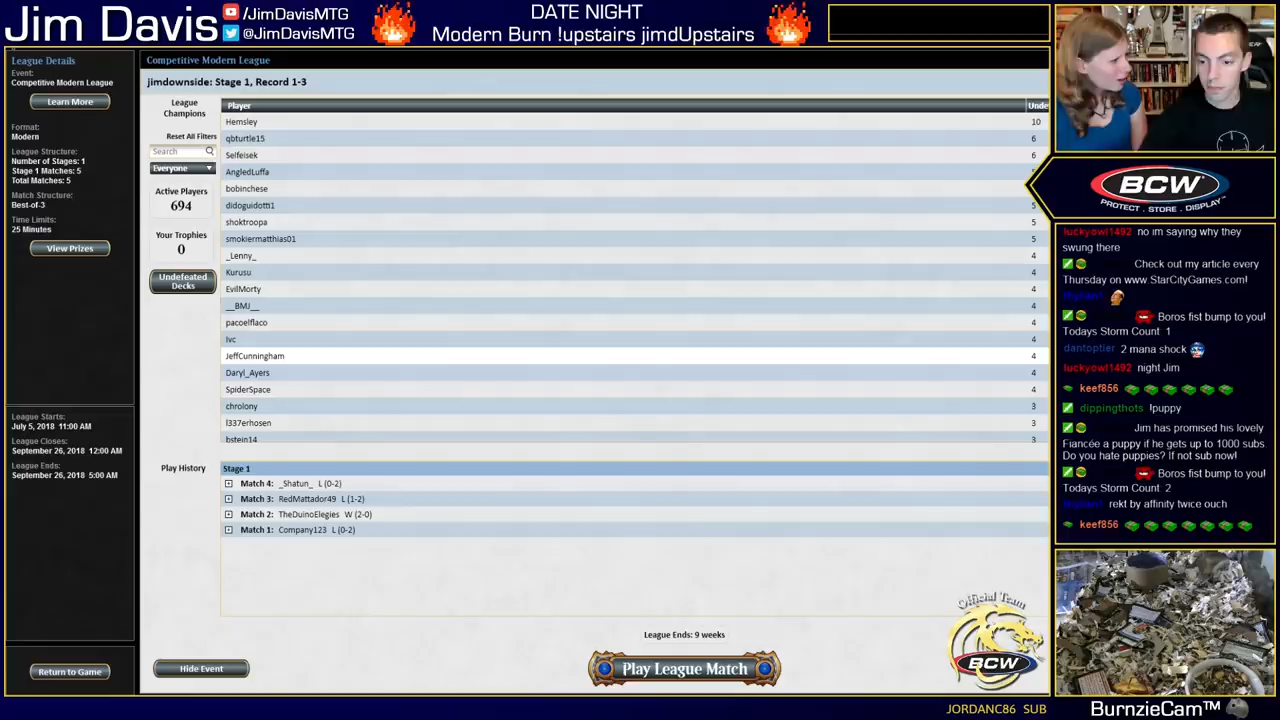 Jim Davis
/JimDavisMTG
@JimDavisMTG
DATE NIGHT
Modern Burn !upstairs jimdUpstairs
League Details
Event:
Competitive Modern League
Learn More
Format:
Modern
League Structure:
Number of Stages: 1
Stage 1 Matches: 5
Total Matches: 5
Match Structure:
Best-of-3
Time Limits:
25 Minutes
View Prizes
League Starts:
July 5, 2018 11:00 AM
League Closes:
September 26, 2018 12:00 AM
League Ends:
September 26, 2018 5:00 AM
Return to Game
Competitive Modern League
jimdownside: Stage 1, Record 1-3
League
Champions
Reset All Filters
Search
Everyone
Active Players
694
Your Trophies
0
Undefeated
Decks
Player Unde
Hemsley 10
qbturtle15 6
Selfeisek 6
AngledLuffa
bobinchese
didoguidotti1 5
shoktroopa 5
smokiermatthias01 5
_Lenny_ 4
Kurusu 4
EvilMorty 4
__BMJ__ 4
pacoelflaco 4
lvc 4
JeffCunningham 4
Daryl_Ayers 4
SpiderSpace 4
chrolony 3
l337erhosen 3
bstein14 3
Play History
Stage 1
Match 4: _Shatun_ L (0-2)
Match 3: RedMattador49 L (1-2)
Match 2: TheDuinoElegies W (2-0)
Match 1: Company123 L (0-2)
League Ends: 9 weeks
Hide Event
Play League Match
Official Team
BCW
BCW
PROTECT . STORE . DISPLAY
luckyowl1492 no im saying why they
swung there
Check out my article every
Thursday on www.StarCityGames.com!
Boros fist bump to you!
Todays Storm Count 1
dantoptier 2 mana shock
luckyowl1492 night Jim
keef856
dippingthots !puppy
Jim has promised his lovely
Fiancée a puppy if he gets up to 1000 subs.
Do you hate puppies? If not sub now!
Boros fist bump to you!
Todays Storm Count 2
rekt by affinity twice ouch
keef856
JORDANC86 SUB
BurnzieCam™